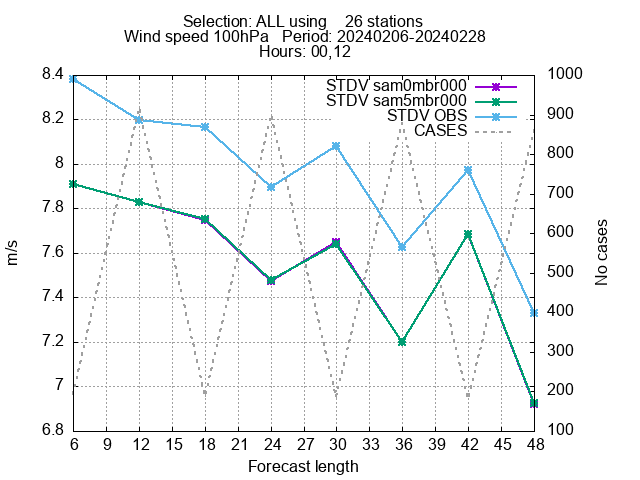 Selection: ALL using    26 stations
Wind speed 100hPa   Period: 20240206-20240228
Hours: 00,12
STDV sam0mbr000
STDV sam5mbr000
STDV OBS
CASES
8.4
8.2
8
7.8
7.6
7.4
7.2
7
6.8
m/s
1000
900
800
700
600
500
400
300
200
100
No cases
6 9 12 15 18 21 24 27 30 33 36 39 42 45 48
Forecast length